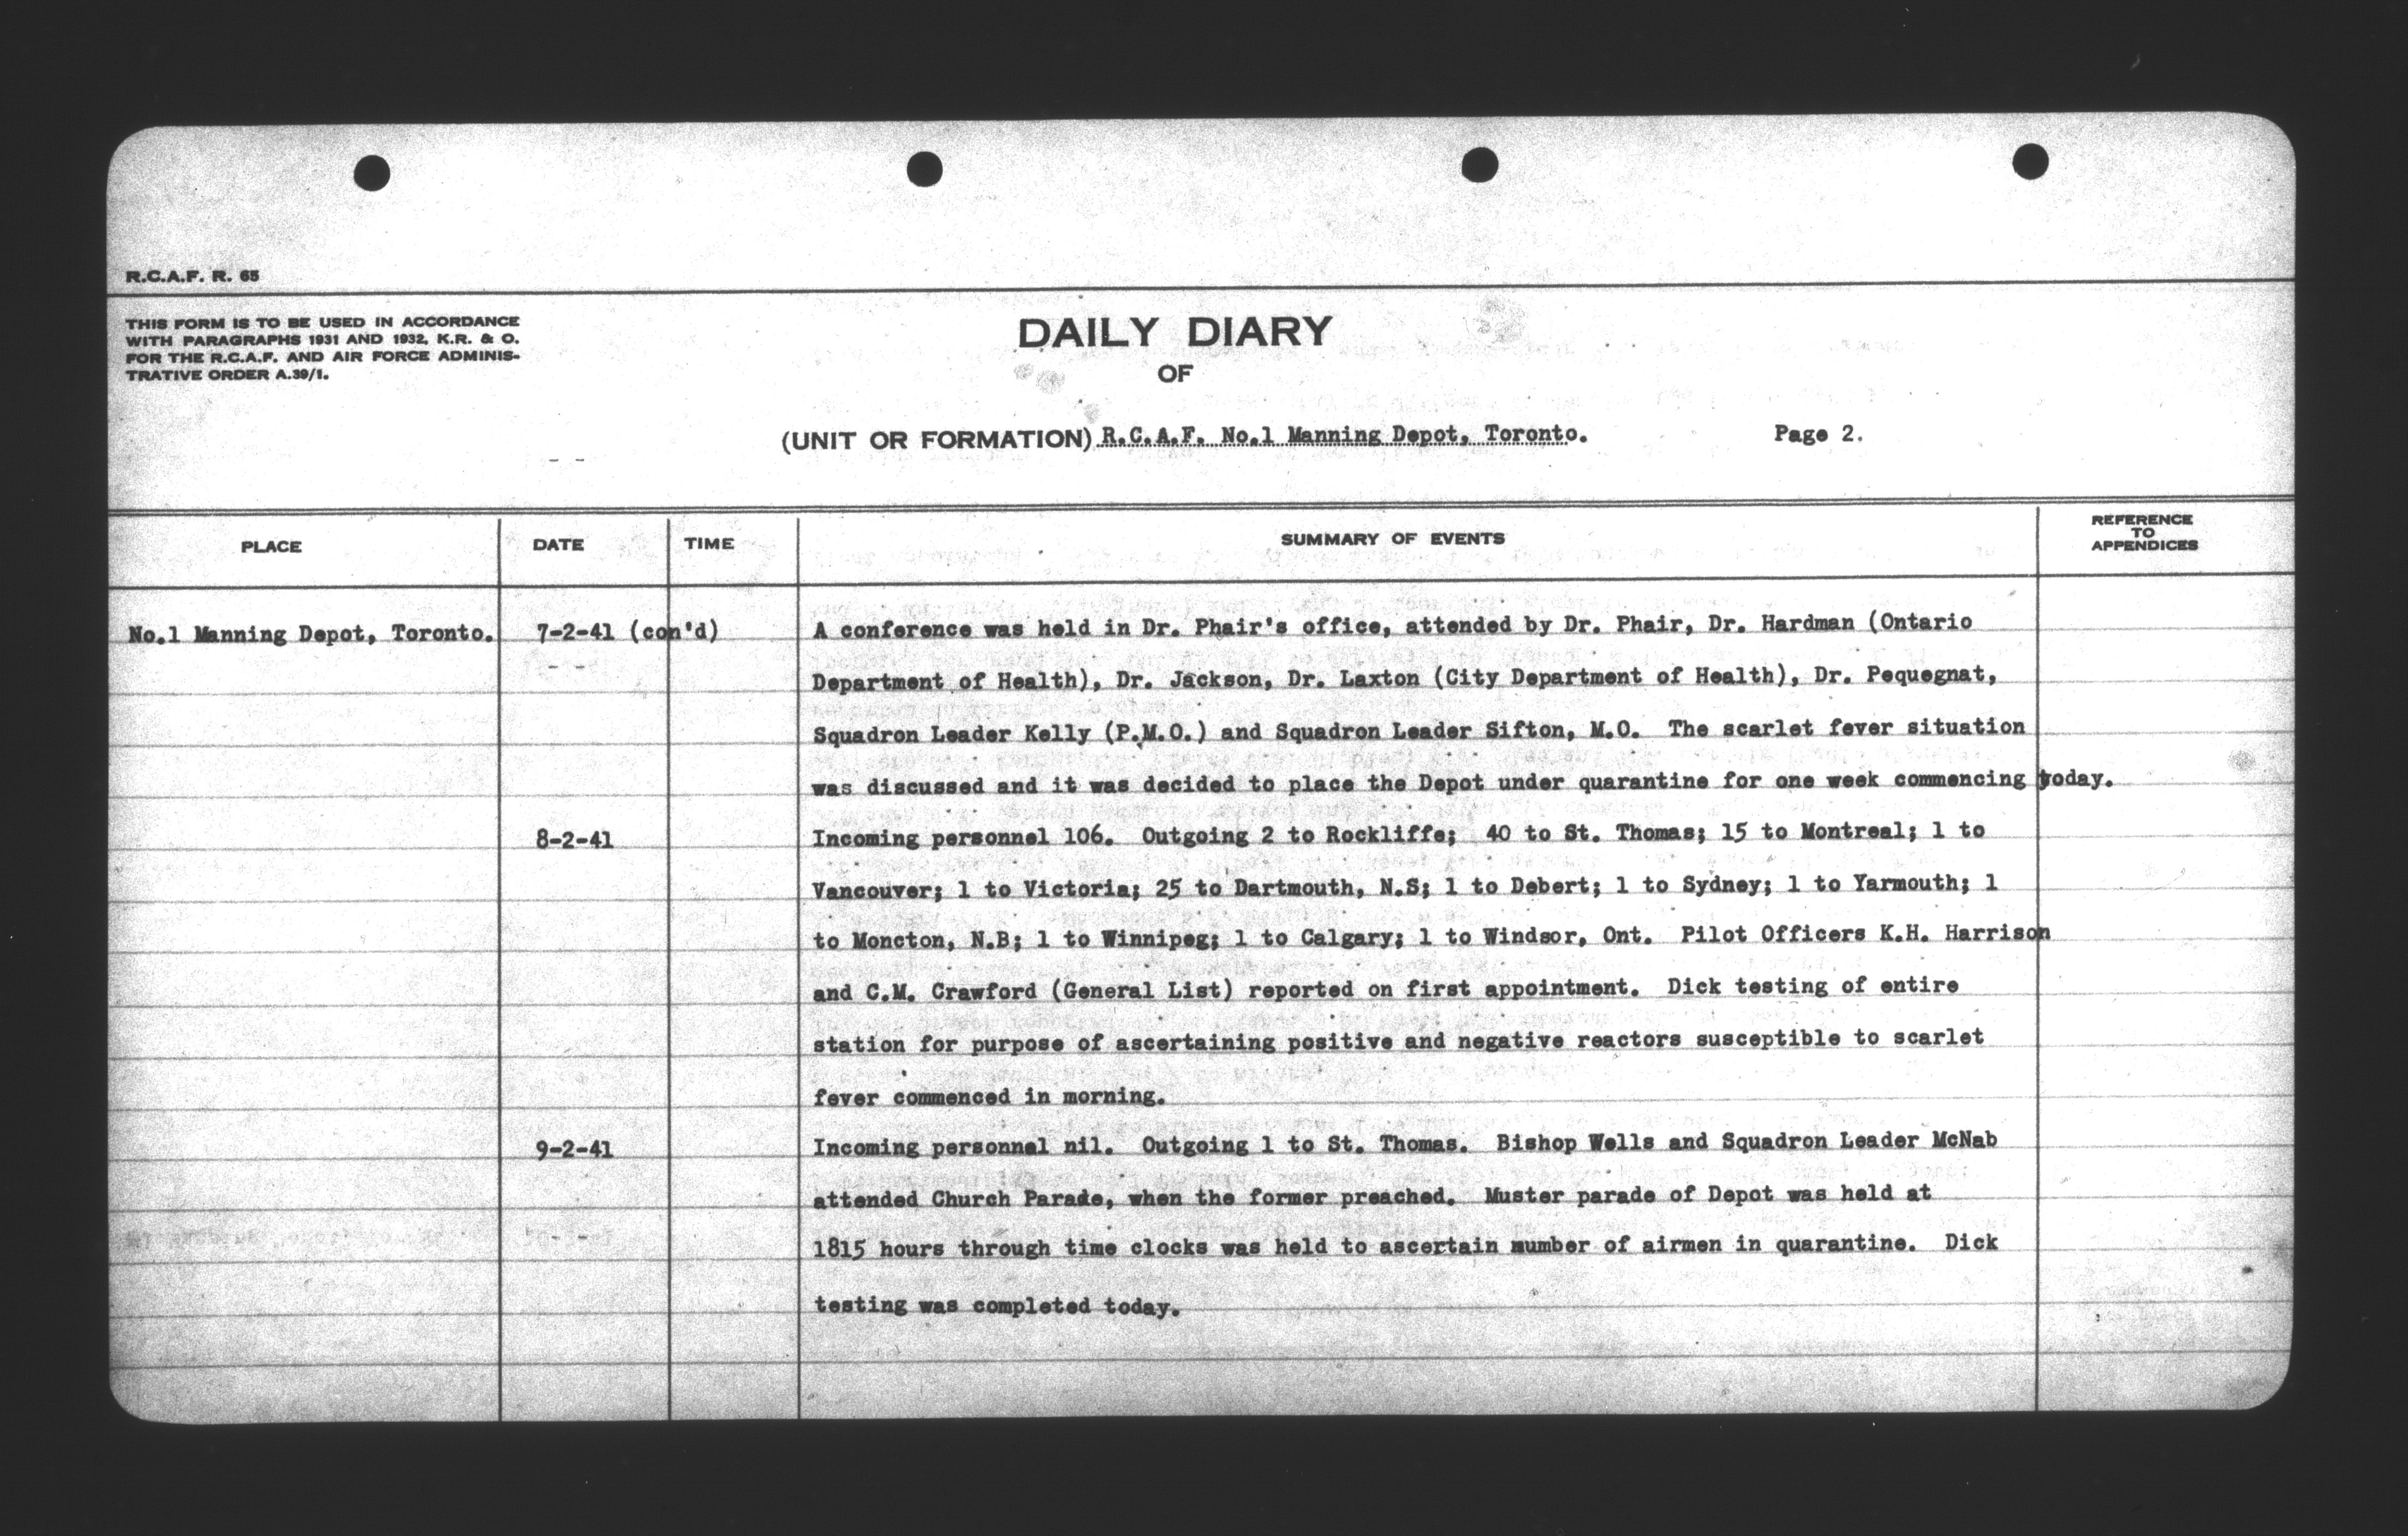 R.C.A.F. R. 65
THIS FORM IS TO BE USED IN ACCORDANCE
WITH PARAGRAPHS 1931 AND 1932, K.R. & O.
FOR THE R.C.A.F. AND AIR FORCE ADMINIS-
TRATIVE ORDER A.39/1.
DAILY DIARY
OF
(UNIT OR FORMATION) R.C.A.F. No.1 Manning Depot, Toronto. Page 2.
PLACE DATE TIME SUMMARY OF EVENTS REFERENCE
TO
APPENDICES
No.1 Manning Depot, Toronto. 7-2-41 (con'd) A conference was held in Dr. Phair's office, attended by Dr. Phair, Dr. Hardman (Ontario
Department of Health), Dr. Jackson, Dr. Laxton (City Department of Health), Dr. Pequegnat,
Squadron Leader Kelly (P.M.O.) and Squadron Leader Sifton, M.O. The scarlet fever situation
was discussed and it was decided to place the Depot under quarantine for one week commencing today.
8-2-41 Incoming personnel 106. Outgoing 2 to Rockliffe; 40 to St. Thomas; 15 to Montreal; 1 to
Vancouver; 1 to Victoria; 25 to Dartmouth, N.S; 1 to Debert; 1 to Sydney; 1 to Yarmouth; 1
to Moncton, N.B; 1 to Winnipeg; 1 to Calgary; 1 to Windsor, Ont. Pilot Officers K.H. Harrison
and C.M. Crawford (General List) reported on first appointment. Dick testing of entire
station for purpose of ascertaining positive and negative reactors susceptible to scarlet
fever commenced in morning.
9-2-41 Incoming personnel nil. Outgoing 1 to St. Thomas. Bishop Wells and Squadron Leader McNab
attended Church Parade, when the former preached. Muster parade of Depot was held at
1815 hours through time clocks was held to ascertain number of airmen in quarantine. Dick
testing was completed today.